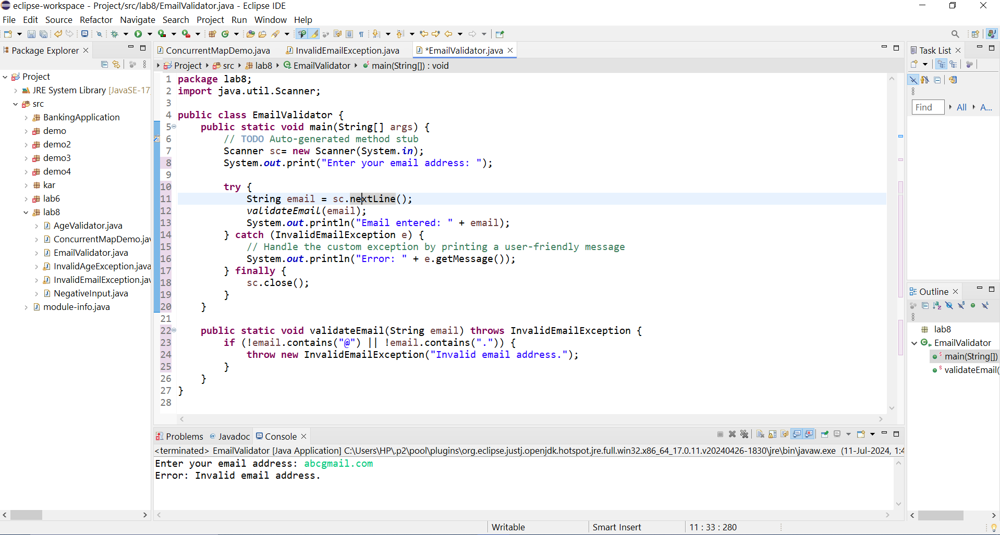 eclipse-workspace - Project/src/lab8/EmailValidator.java - Eclipse IDE
File Edit Source Refactor Navigate Search Project Run Window Help
Package Explorer
Project
JRE System Library [JavaSE-17]
src
BankingApplication
demo
demo2
demo3
demo4
kar
lab6
lab8
AgeValidator.java
ConcurrentMapDemo.jav
EmailValidator.java
InvalidAgeException.java
InvalidEmailException.jav
NegativeInput.java
module-info.java
ConcurrentMapDemo.java InvalidEmailException.java *EmailValidator.java
Project src lab8 EmailValidator main(String[]) : void
1 package lab8;
2 import java.util.Scanner;
3
4 public class EmailValidator {
5 public static void main(String[] args) {
6 // TODO Auto-generated method stub
7 Scanner sc= new Scanner(System.in);
8 System.out.print("Enter your email address: ");
9
10 try {
11 String email = sc.nextLine();
12 validateEmail(email);
13 System.out.println("Email entered: " + email);
14 } catch (InvalidEmailException e) {
15 // Handle the custom exception by printing a user-friendly message
16 System.out.println("Error: " + e.getMessage());
17 } finally {
18 sc.close();
19 }
20 }
21
22 public static void validateEmail(String email) throws InvalidEmailException {
23 if (!email.contains("@") || !email.contains(".")) {
24 throw new InvalidEmailException("Invalid email address.");
25 }
26 }
27 }
28
Problems Javadoc Console
<terminated> EmailValidator [Java Application] C:\Users\HP\.p2\pool\plugins\org.eclipse.justj.openjdk.hotspot.jre.full.win32.x86_64_17.0.11.v20240426-1830\jre\bin\javaw.exe (11-Jul-2024, 1:4
Enter your email address: abcgmail.com
Error: Invalid email address.
Task List
Find All A...
Outline
lab8
EmailValidator
main(String[])
validateEmail(
Writable Smart Insert 11 : 33 : 280